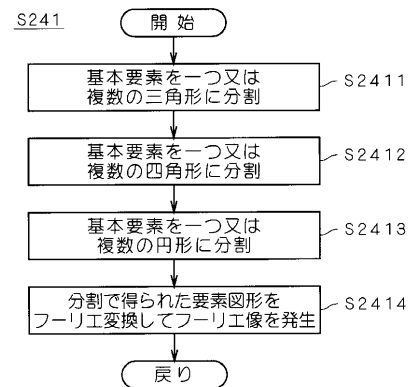 S241
開始
基本要素を一つ又は
複数の三角形に分割
S2411
基本要素を一つ又は
複数の四角形に分割
S2412
基本要素を一つ又は
複数の円形に分割
S2413
分割で得られた要素図形を
フーリエ変換してフーリエ像を発生
S2414
戻り